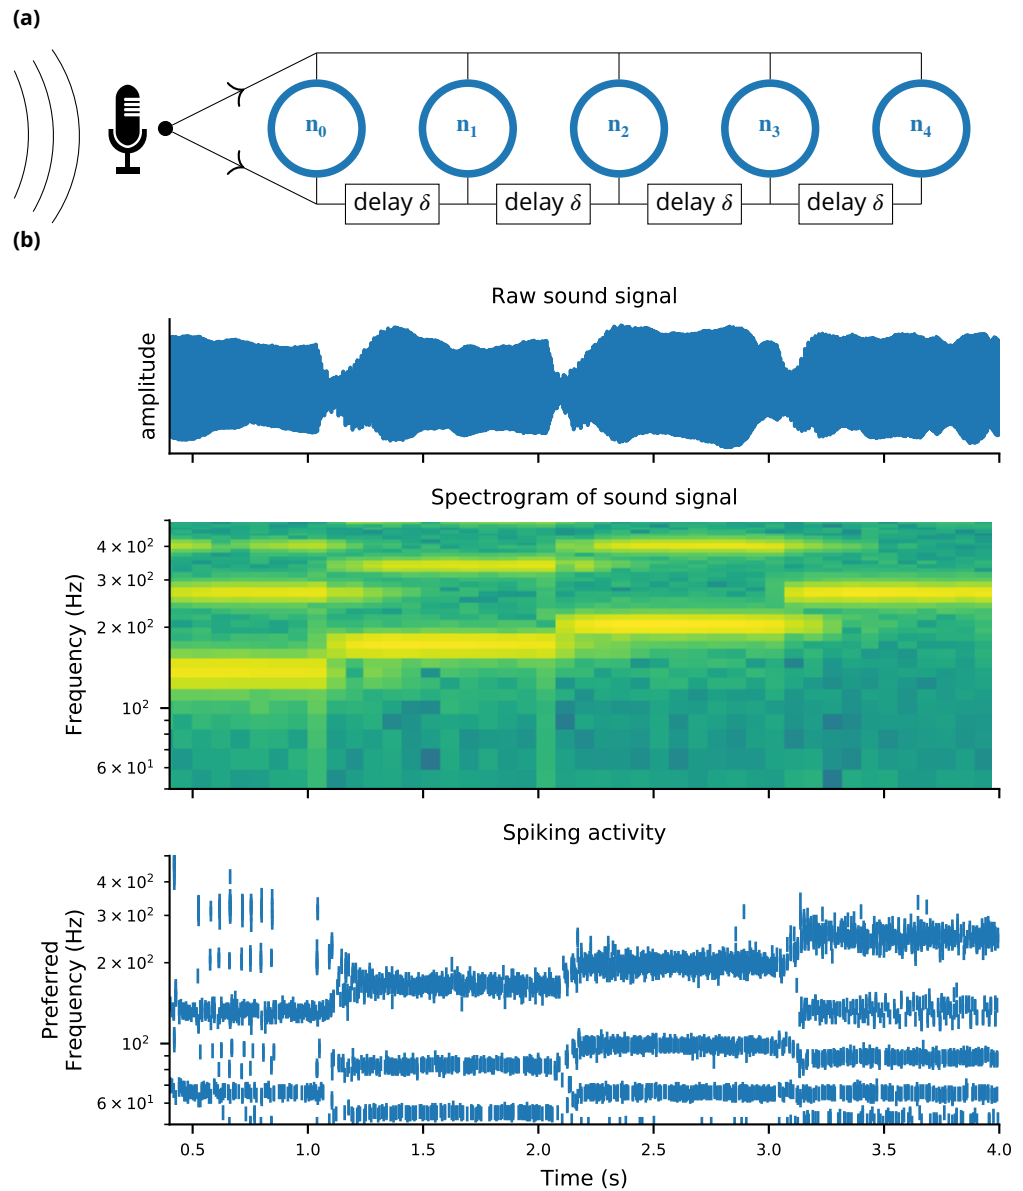 (a)
n₀ n₁ n₂ n₃ n₄
delay δ delay δ delay δ delay δ
(b)
Raw sound signal
amplitude
Spectrogram of sound signal
Frequency (Hz)
4 × 10²
3 × 10²
2 × 10²
10²
6 × 10¹
Spiking activity
Preferred
Frequency (Hz)
4 × 10²
3 × 10²
2 × 10²
10²
6 × 10¹
0.5 1.0 1.5 2.0 2.5 3.0 3.5 4.0
Time (s)